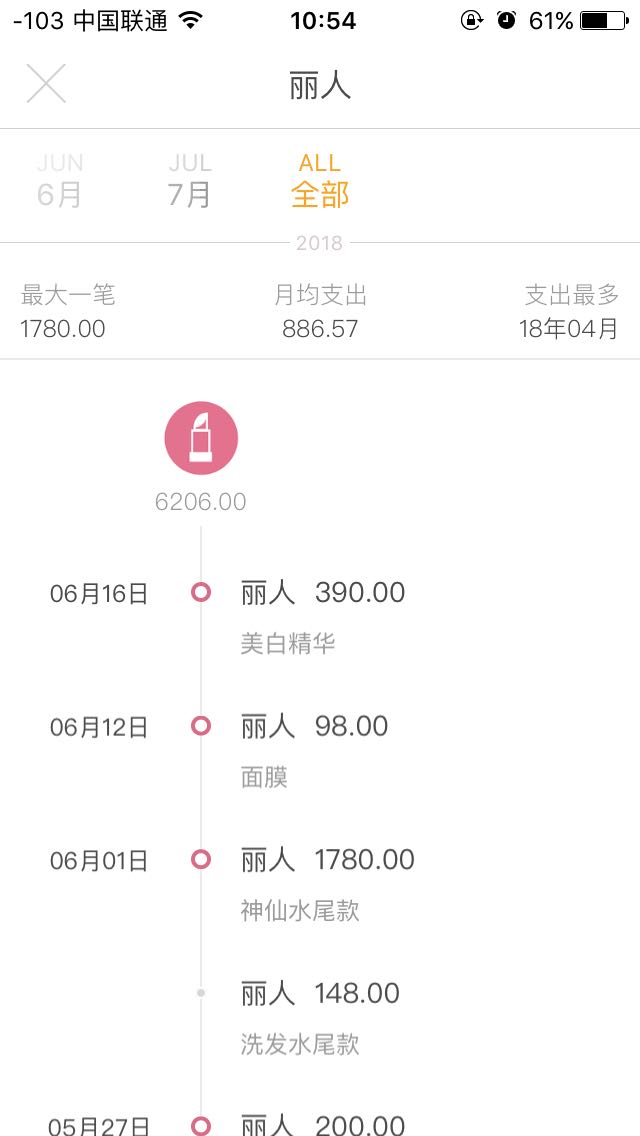 -103 中国联通 10:54 61%
丽人
JUN JUL ALL
6月 7月 全部
2018
最大一笔 月均支出 支出最多
1780.00 886.57 18年04月
6206.00
06月16日 丽人 390.00
美白精华
06月12日 丽人 98.00
面膜
06月01日 丽人 1780.00
神仙水尾款
丽人 148.00
洗发水尾款
05月27日 丽人 200.00